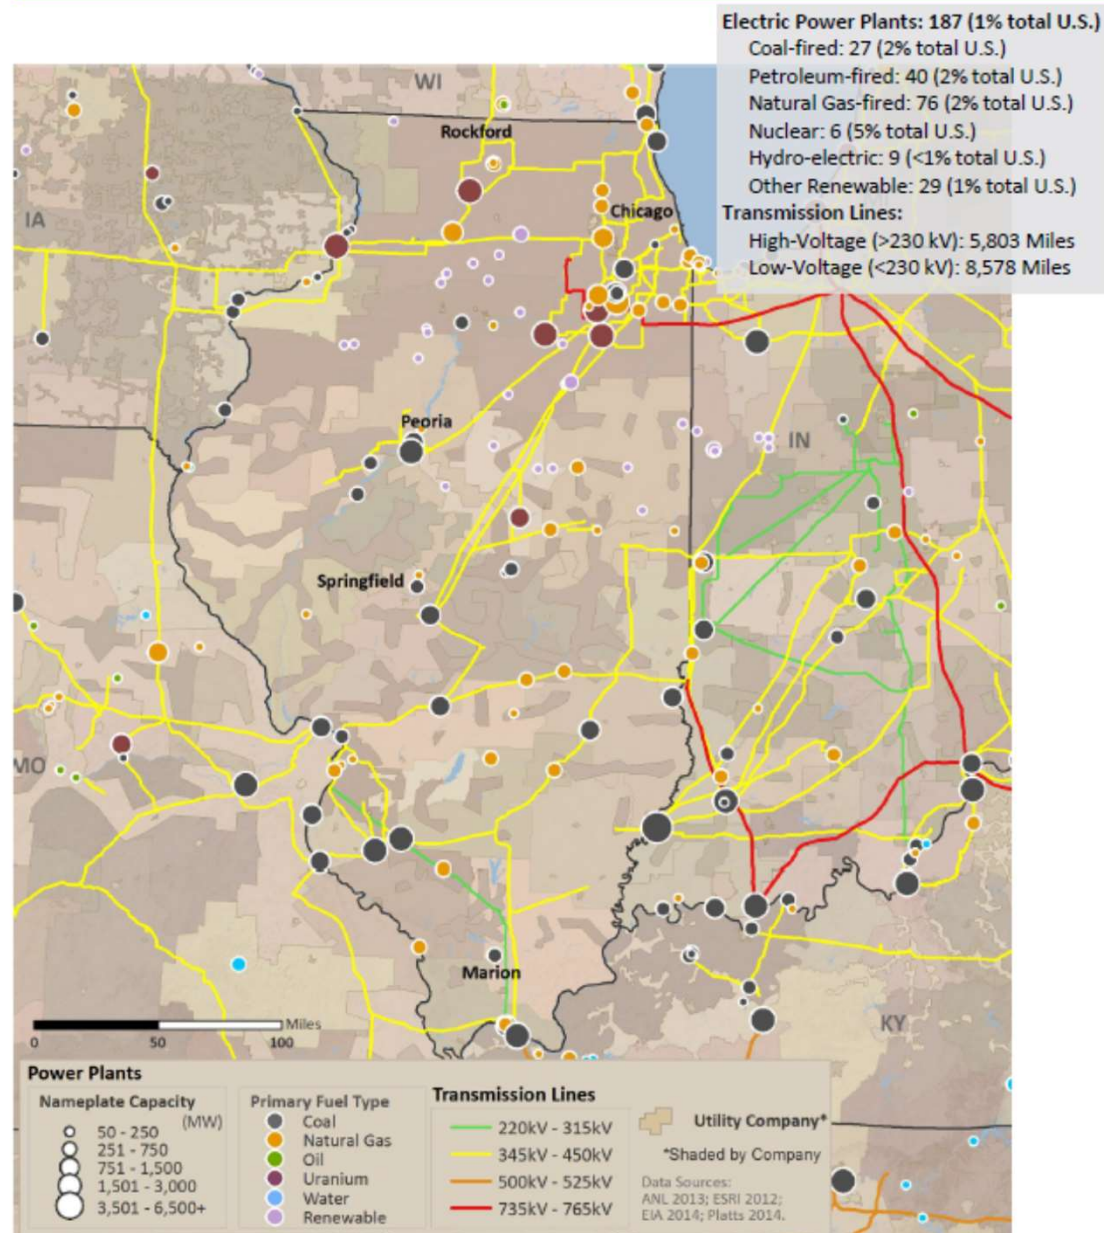 Electric Power Plants: 187 (1% total U.S.)
Coal-fired: 27 (2% total U.S.)
Petroleum-fired: 40 (2% total U.S.)
Natural Gas-fired: 76 (2% total U.S.)
Nuclear: 6 (5% total U.S.)
Hydro-electric: 9 (<1% total U.S.)
Other Renewable: 29 (1% total U.S.)
Transmission Lines:
High-Voltage (>230 kV): 5,803 Miles
Low-Voltage (<230 kV): 8,578 Miles
WI
Rockford
IA
Chicago
Peoria
IN
Springfield
MO
Marion
KY
Miles
0 50 100
Power Plants
Nameplate Capacity
(MW)
50 - 250
251 - 750
751 - 1,500
1,501 - 3,000
3,501 - 6,500+
Primary Fuel Type
Coal
Natural Gas
Oil
Uranium
Water
Renewable
Transmission Lines
220kV - 315kV
345kV - 450kV
500kV - 525kV
735kV - 765kV
Utility Company*
*Shaded by Company
Data Sources:
ANL 2013; ESRI 2012;
EIA 2014; Platts 2014.